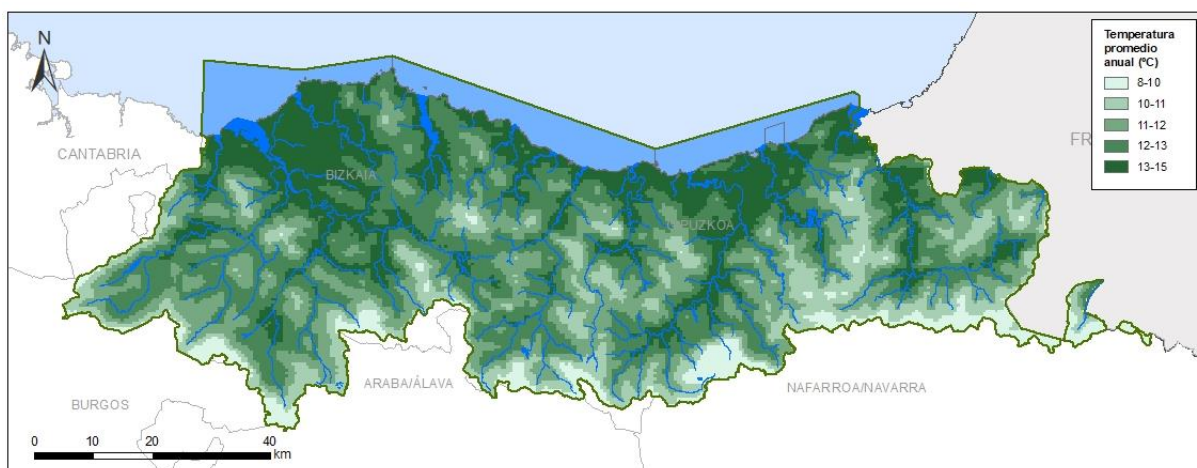 N
Temperatura
promedio
anual (ºC)
8-10
10-11
11-12
12-13
13-15
CANTABRIA
FR
BIZKAIA
PUZKOA
ARABA/ÁLAVA
NAFARROA/NAVARRA
BURGOS
0 10 20 40
km